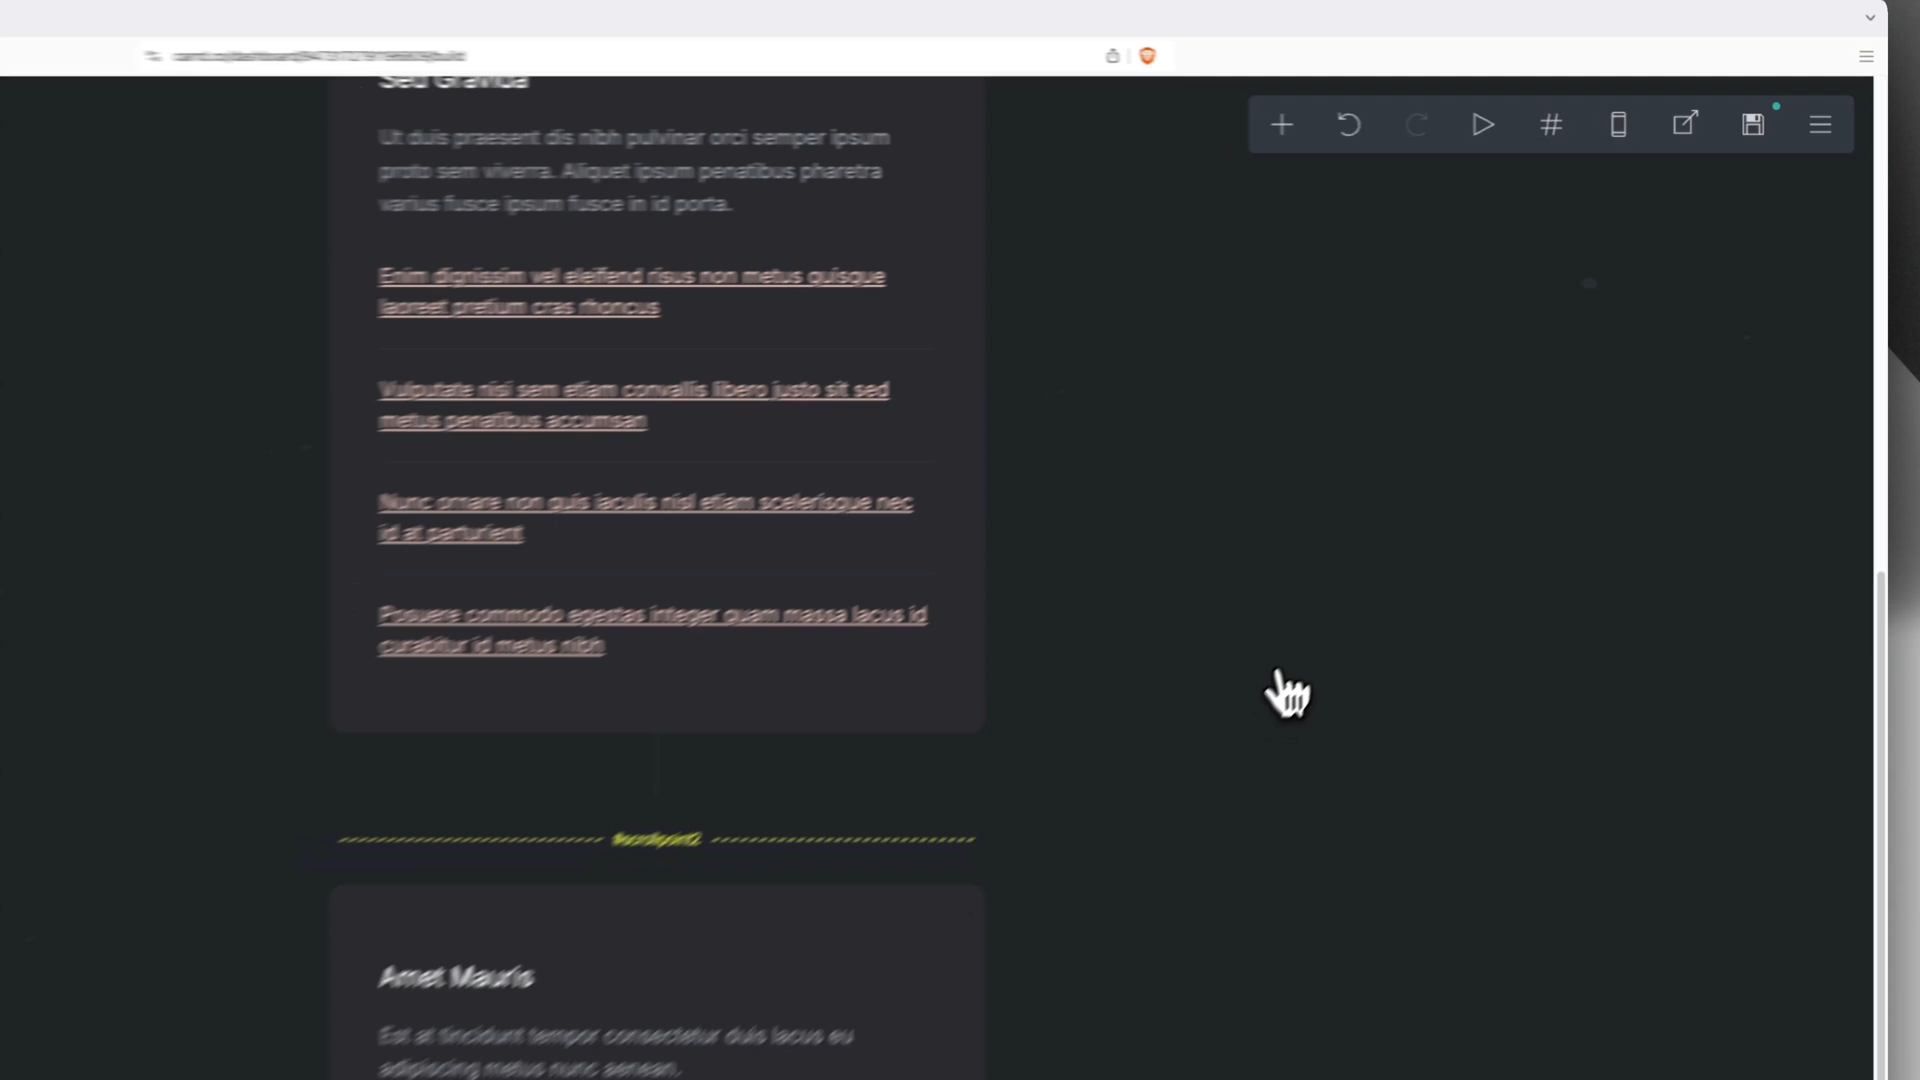 Sed Gravida
Ut duis praesent dis nibh pulvinar orci semper ipsum
proto sem viverra. Aliquet ipsum penatibus pharetra
varius fusce ipsum fusce in id porta.
Enim dignissim vel eleifend risus non metus quisque
laoreet pretium cras rhoncus
Vulputate nisi sem etiam convallis libero justo sit sed
metus penatibus accumsan
Nunc ornare non quis iaculis nisl etiam scelerisque nec
id at parturient
Posuere commodo egestas integer quam massa lacus id
curabitur id metus nibh
Amet Mauris
Est at tincidunt tempor consectetur duis lacus eu
adipiscing metus nunc aenean.